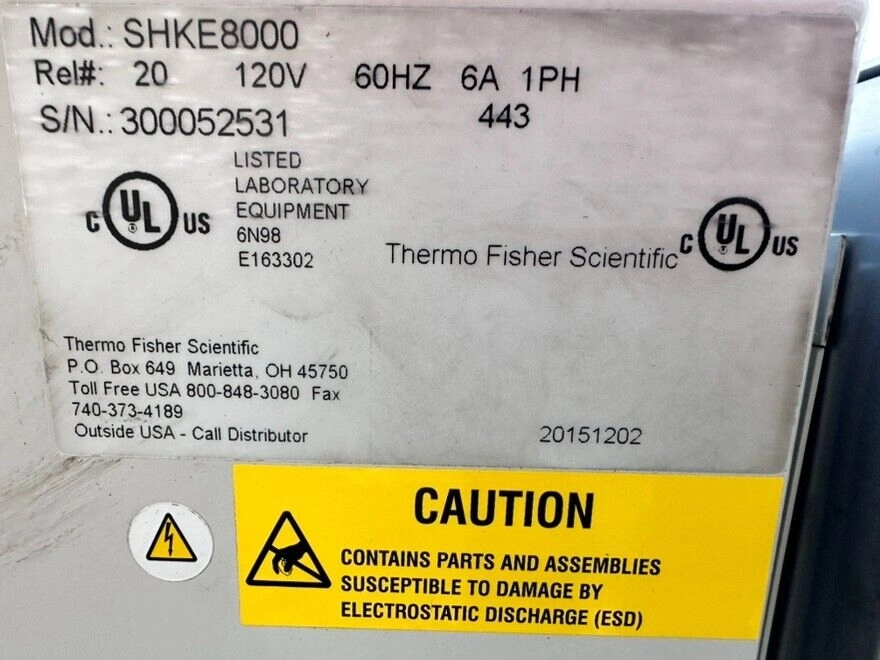 Mod.: SHKE8000
Rel#: 20 120V 60HZ 6A 1PH
S/N.: 300052531 443
LISTED
LABORATORY
EQUIPMENT
6N98
E163302
C UL US
Thermo Fisher Scientific
C UL US
Thermo Fisher Scientific
P.O. Box 649 Marietta, OH 45750
Toll Free USA 800-848-3080 Fax
740-373-4189
Outside USA - Call Distributor
20151202
CAUTION
CONTAINS PARTS AND ASSEMBLIES
SUSCEPTIBLE TO DAMAGE BY
ELECTROSTATIC DISCHARGE (ESD)